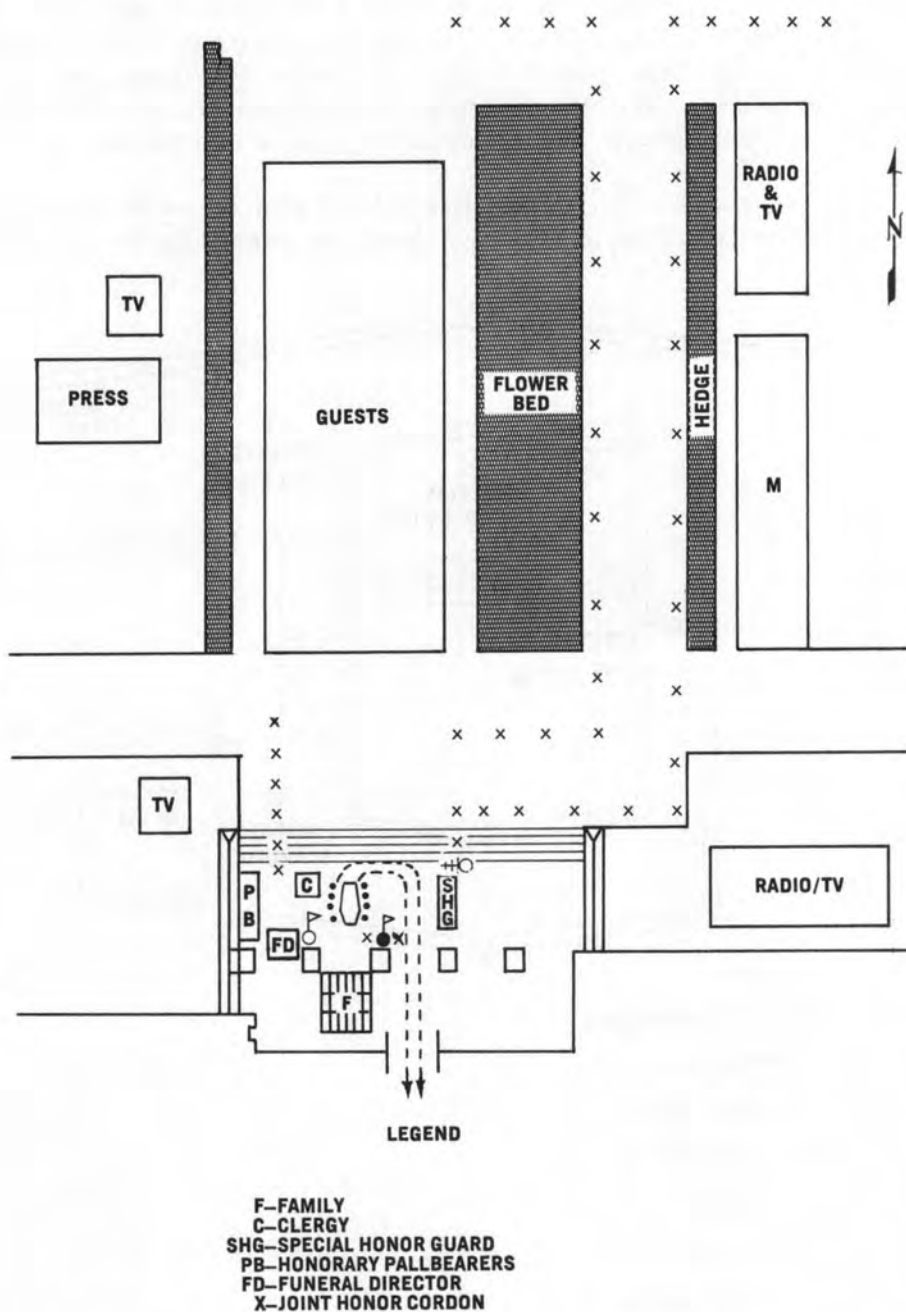 RADIO
&
TV
N
TV
PRESS
GUESTS
FLOWER
BED
HEDGE
M
TV
P
B
C
S
H
G
RADIO/TV
FD
F
LEGEND
F—FAMILY
C—CLERGY
SHG—SPECIAL HONOR GUARD
PB—HONORARY PALLBEARERS
FD—FUNERAL DIRECTOR
X—JOINT HONOR CORDON